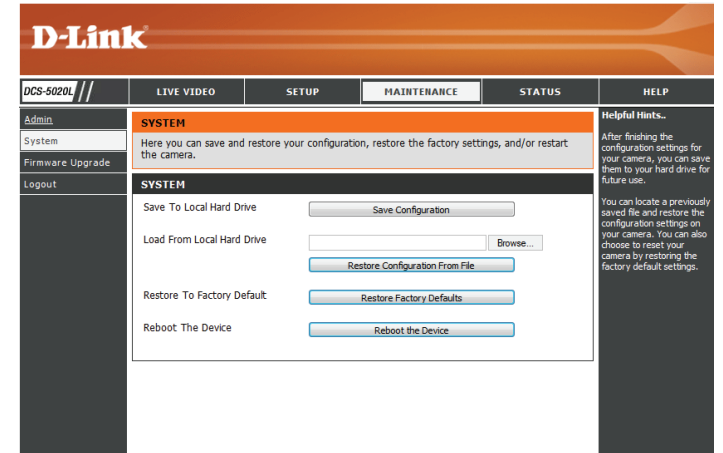 D-Link
DCS-5020L
LIVE VIDEO
SETUP
MAINTENANCE
STATUS
HELP
Admin
System
Firmware Upgrade
Logout
SYSTEM
Here you can save and restore your configuration, restore the factory settings, and/or restart
the camera.
SYSTEM
Save To Local Hard Drive
Save Configuration
Load From Local Hard Drive
Browse...
Restore Configuration From File
Restore To Factory Default
Restore Factory Defaults
Reboot The Device
Reboot the Device
Helpful Hints..
After finishing the
configuration settings for
your camera, you can save
them to your hard drive for
future use.
You can locate a previously
saved file and restore the
configuration settings on
your camera. You can also
choose to reset your
camera by restoring the
factory default settings.